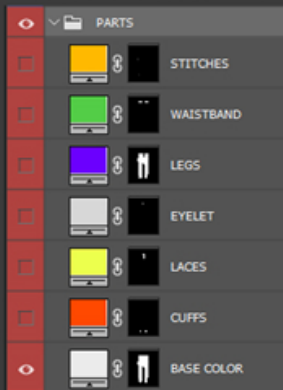 PARTS
STITCHES
WAISTBAND
LEGS
EYELET
LACES
CUFFS
BASE COLOR